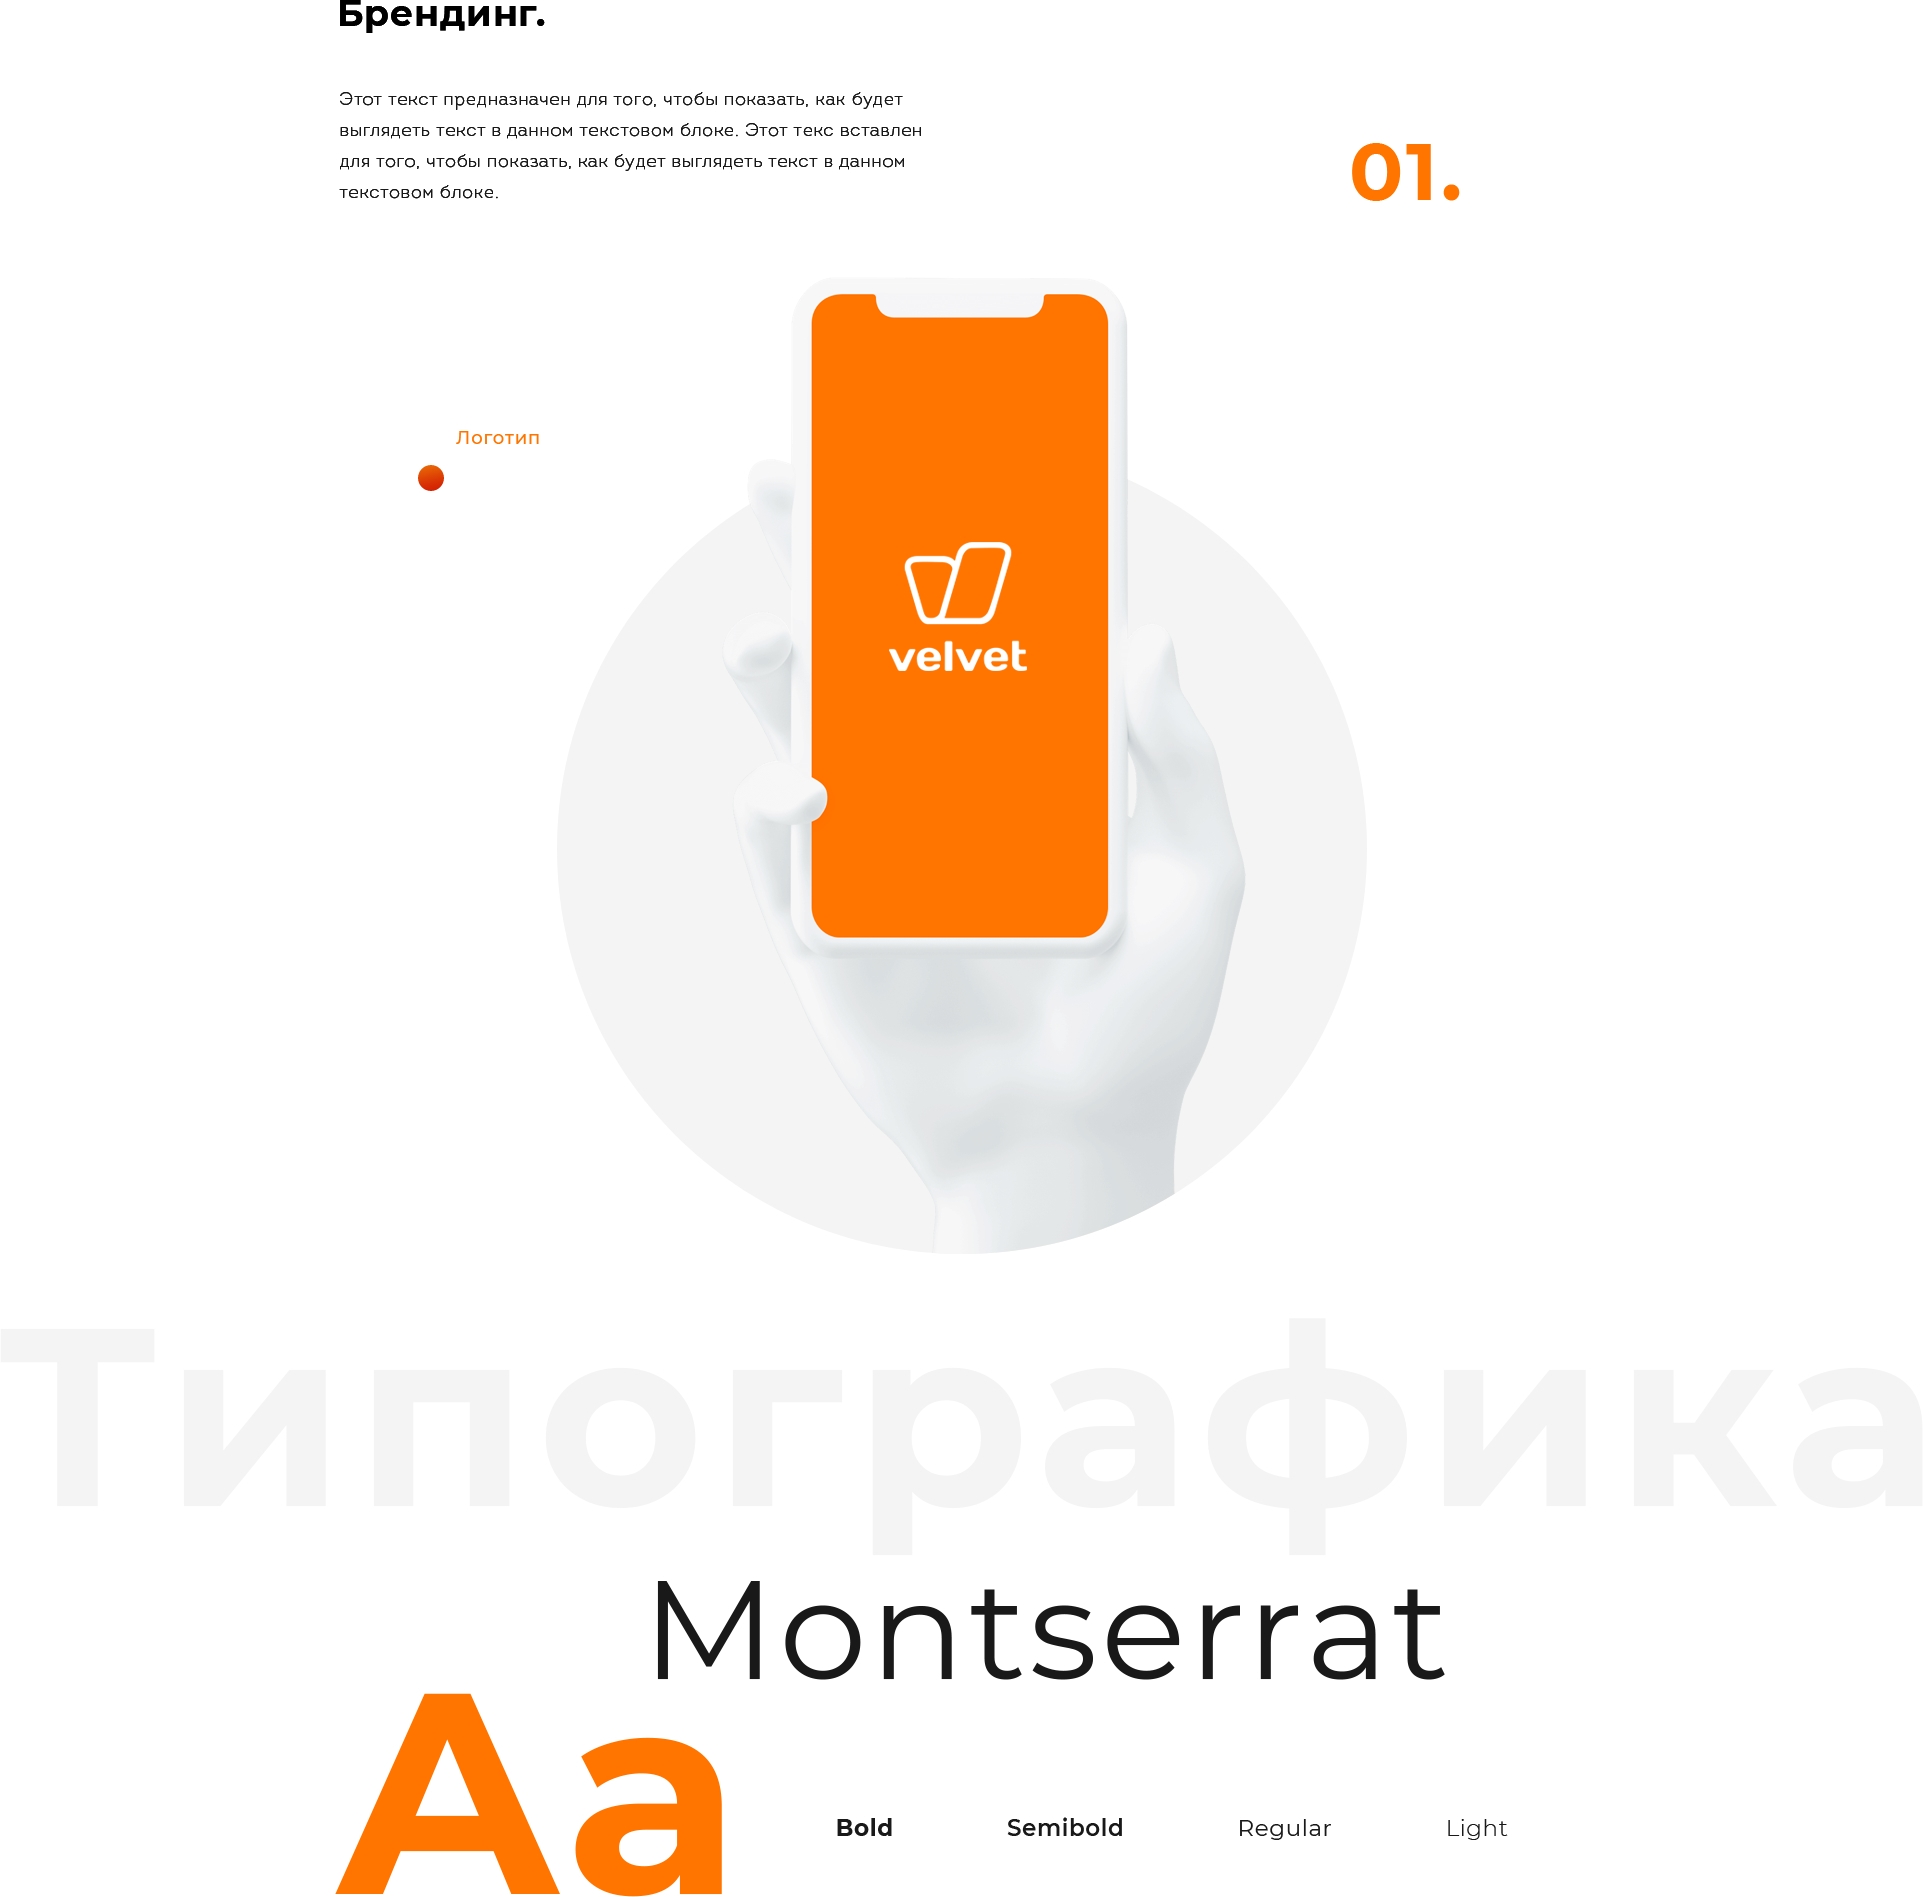 Брендинг.
Этот текст предназначен для того, чтобы показать, как будет
выглядеть текст в данном текстовом блоке. Этот текс вставлен
для того, чтобы показать, как будет выглядеть текст в данном
текстовом блоке.
01.
Логотип
velvet
Типографика
Montserrat
Aa
Bold Semibold Regular Light